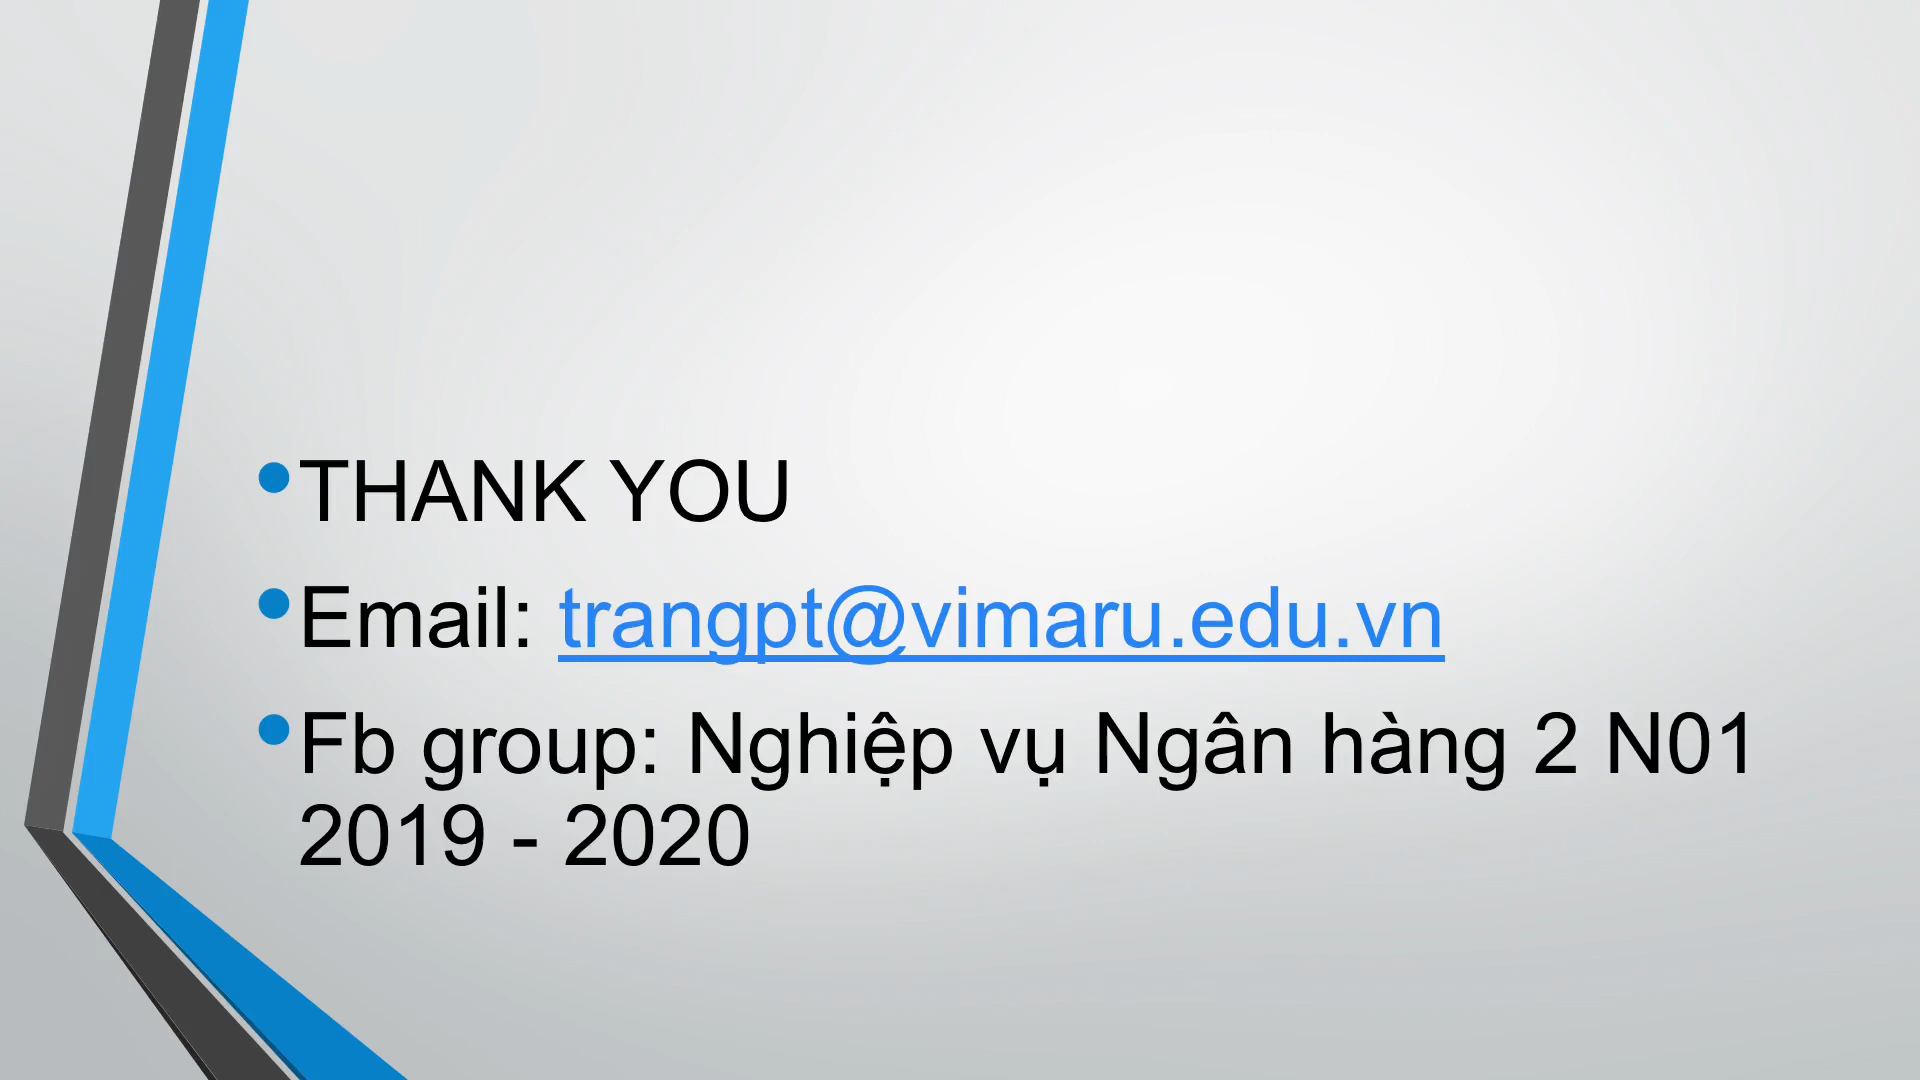 •THANK YOU
•Email: trangpt@vimaru.edu.vn
•Fb group: Nghiệp vụ Ngân hàng 2 N01
2019 - 2020